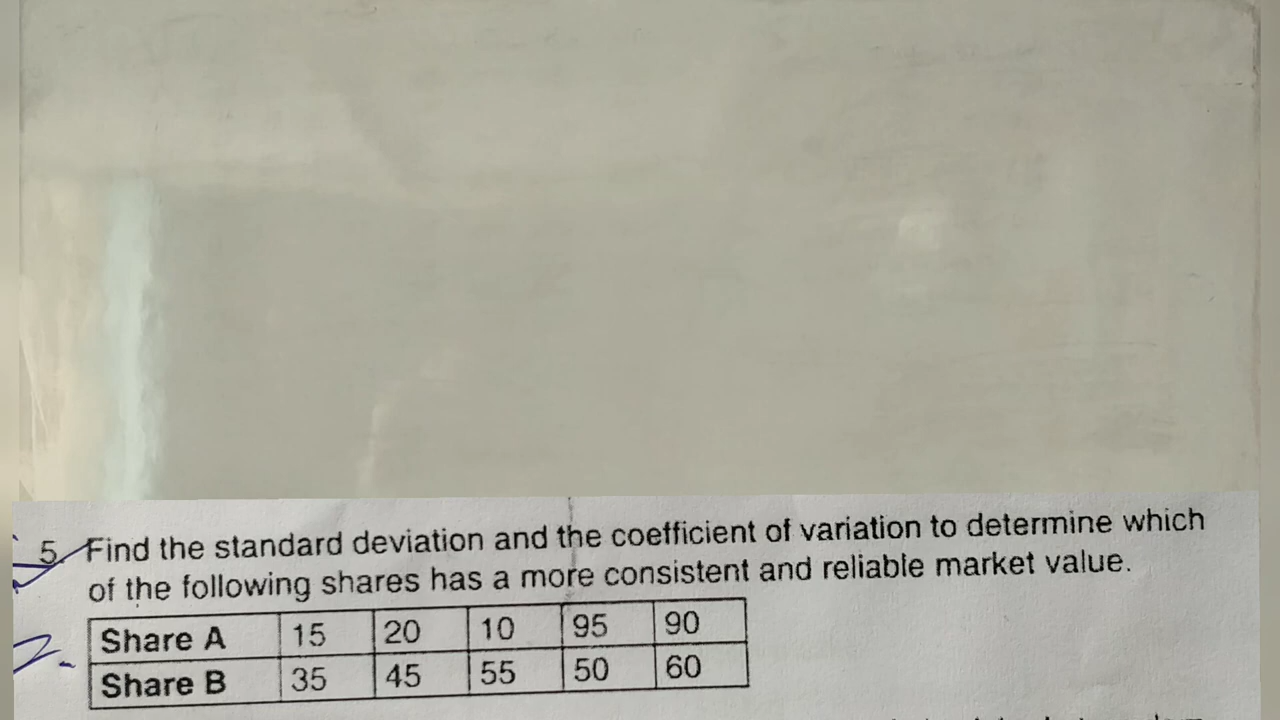 5. Find the standard deviation and the coefficient of variation to determine which
of the following shares has a more consistent and reliable market value.
Share A 15 20 10 95 90
Share B 35 45 55 50 60